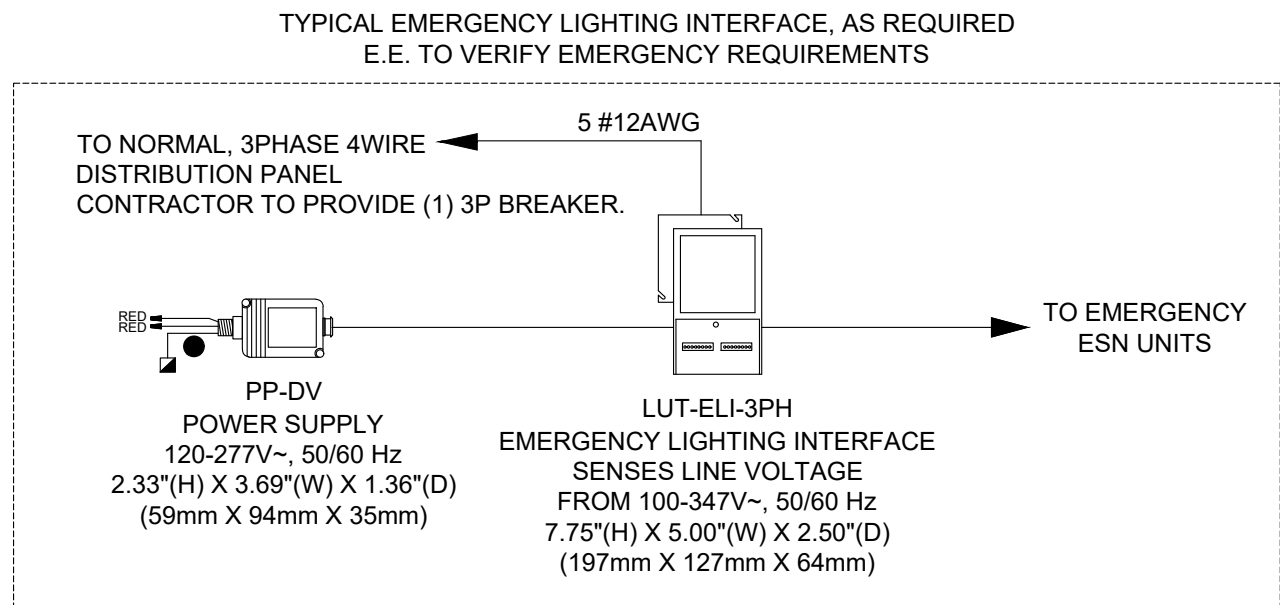 TYPICAL EMERGENCY LIGHTING INTERFACE, AS REQUIRED
E.E. TO VERIFY EMERGENCY REQUIREMENTS
5 #12AWG
TO NORMAL, 3PHASE 4WIRE
DISTRIBUTION PANEL
CONTRACTOR TO PROVIDE (1) 3P BREAKER.
RED
RED
TO EMERGENCY
ESN UNITS
PP-DV
POWER SUPPLY
120-277V~, 50/60 Hz
2.33"(H) X 3.69"(W) X 1.36"(D)
(59mm X 94mm X 35mm)
LUT-ELI-3PH
EMERGENCY LIGHTING INTERFACE
SENSES LINE VOLTAGE
FROM 100-347V~, 50/60 Hz
7.75"(H) X 5.00"(W) X 2.50"(D)
(197mm X 127mm X 64mm)